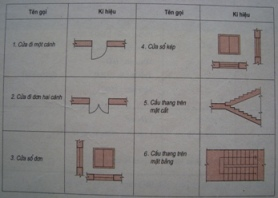 Tên gọi
Kí hiệu
Tên gọi
Kí hiệu
1. Cửa đi một cánh
4. Cửa sổ kép
2. Cửa đi đơn hai cánh
5. Cầu thang trên
mặt cắt
3. Cửa sổ đơn
6. Cầu thang trên
mặt bằng